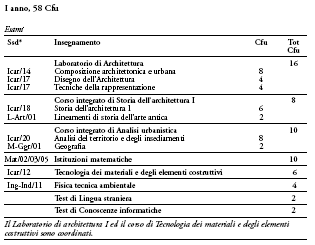 I anno, 58 Cfu
Esami
Ssd* Insegnamento Cfu Tot Cfu
Laboratorio di Architettura 16
Icar/14 Composizione architettonica e urbana 8
Icar/17 Disegno dell'Architettura 4
Icar/17 Tecniche della rappresentazione 4
Corso integrato di Storia dell'architettura I 8
Icar/18 Storia dell'architettura I 6
L-Art/01 Lineamenti di storia dell'arte antica 2
Corso integrato di Analisi urbanistica 10
Icar/20 Analisi del territorio e degli insediamenti 8
M-Ggr/01 Geografia 2
Mat/02/03/05 Istituzioni matematiche 10
Icar/12 Tecnologia dei materiali e degli elementi costruttivi 6
Ing-Ind/11 Fisica tecnica ambientale 4
Test di Lingua straniera 2
Test di Conoscenze informatiche 2
Il Laboratorio di architettura I ed il corso di Tecnologia dei materiali e degli elementi
costruttivi sono coordinati.